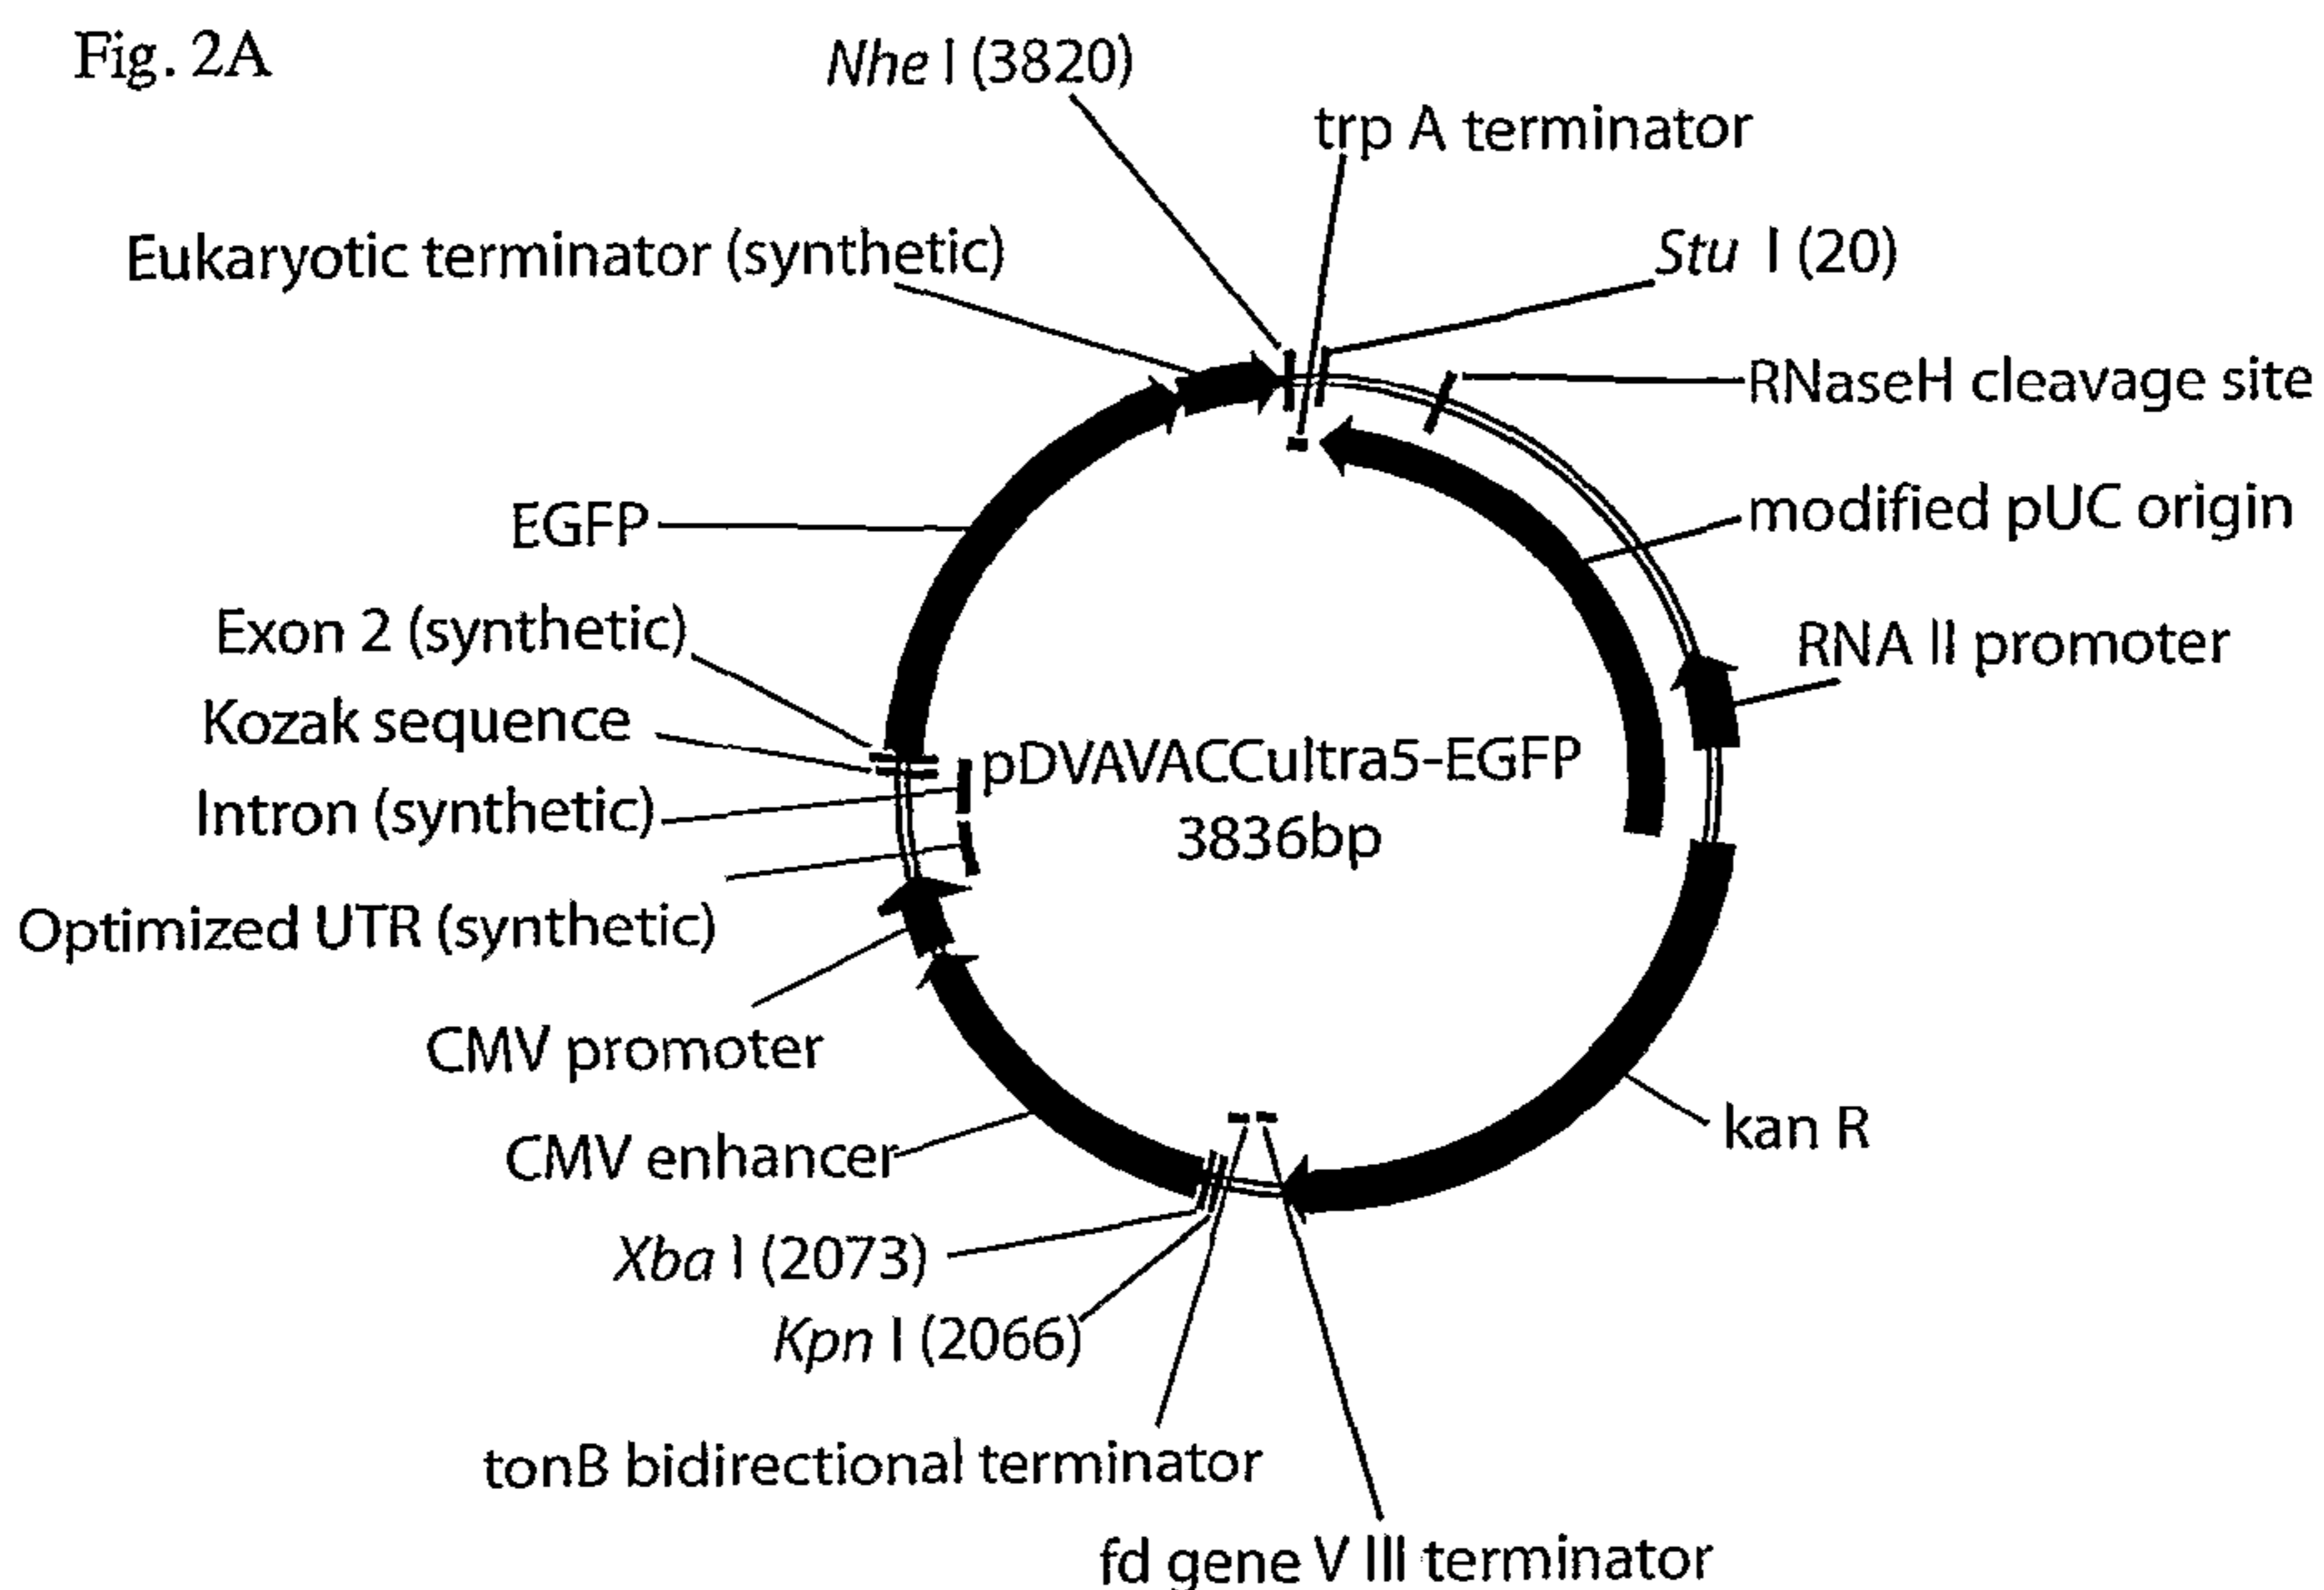 Fig. 2A
Nhe I (3820)
trp A terminator
Eukaryotic terminator (synthetic)
Stu I (20)
RNaseH cleavage site
EGFP
modified pUC origin
Exon 2 (synthetic)
RNA II promoter
Kozak sequence
pDVAVACCultra5-EGFP
Intron (synthetic)
3836bp
Optimized UTR (synthetic)
CMV promoter
kan R
CMV enhancer
Xba I (2073)
Kpn I (2066)
tonB bidirectional terminator
fd gene V III terminator